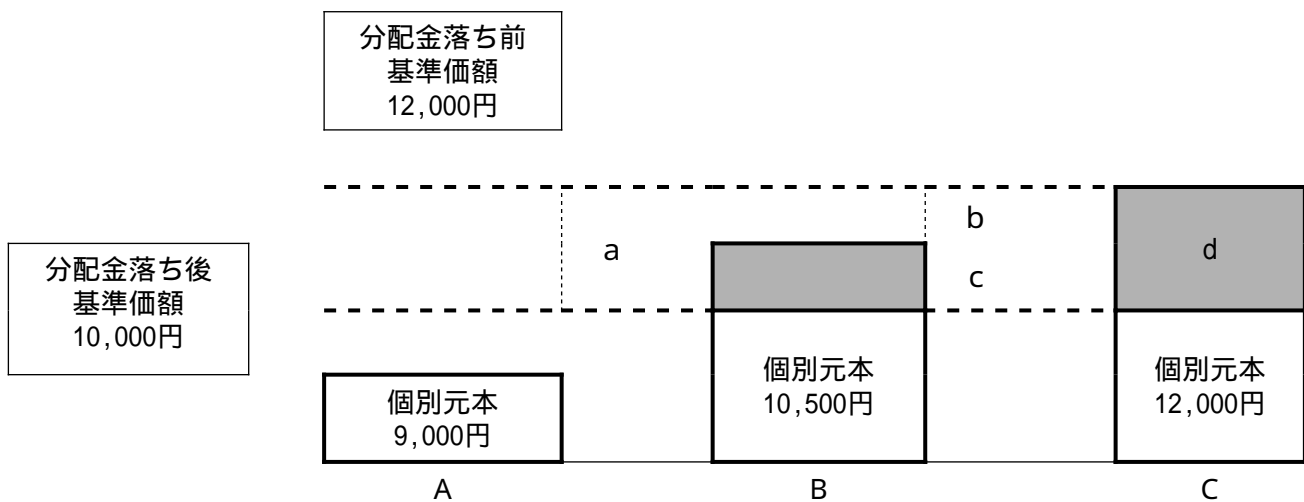 分配金落ち前
基準価額
12,000円
分配金落ち後
基準価額
10,000円
a
b
c
d
個別元本
9,000円
個別元本
10,500円
個別元本
12,000円
A
B
C